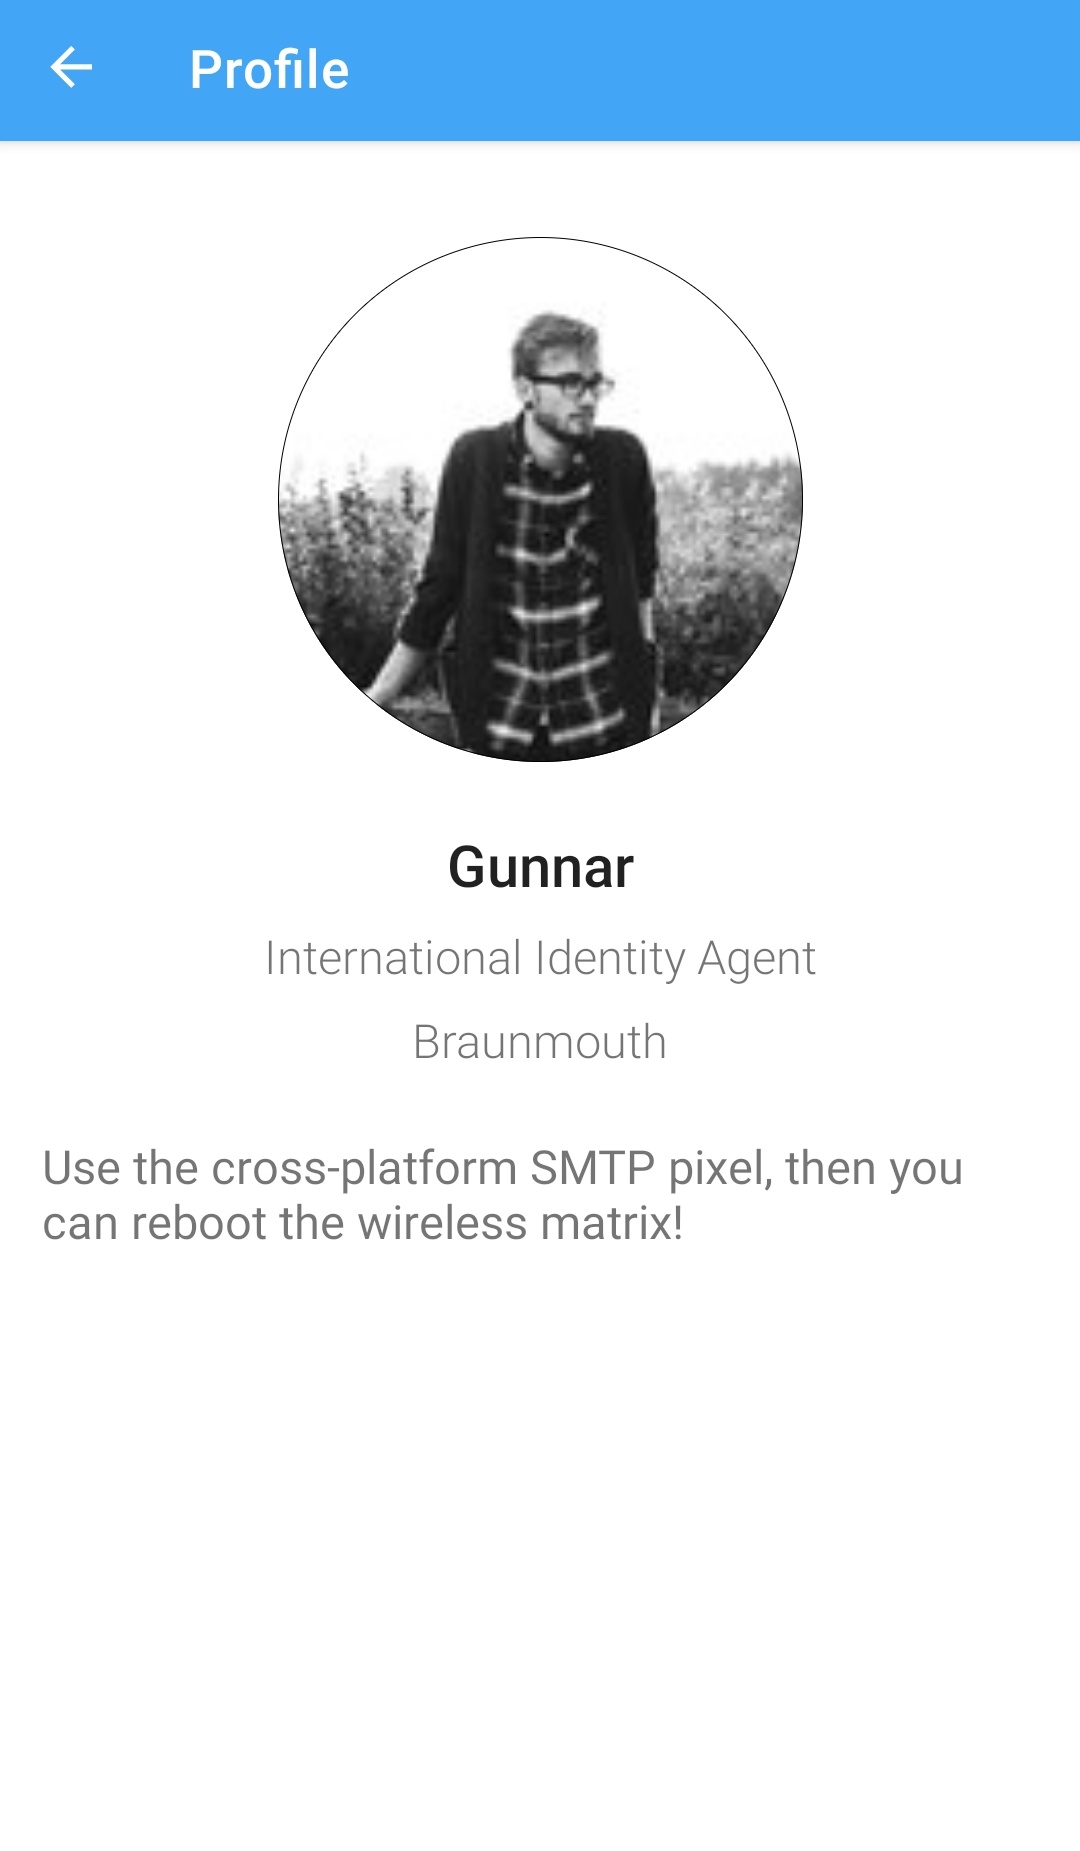 Profile
Gunnar
International Identity Agent
Braunmouth
Use the cross-platform SMTP pixel, then you
can reboot the wireless matrix!